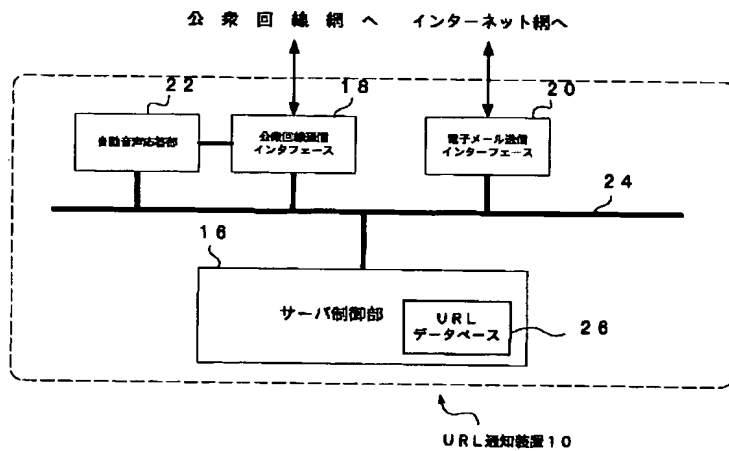 公衆回線網へ インターネット網へ
22
18
20
自動音声応答部
公衆回線通信
インタフェース
電子メール送信
インターフェース
24
16
サーバ制御部
URL
データベース
26
URL通知装置10